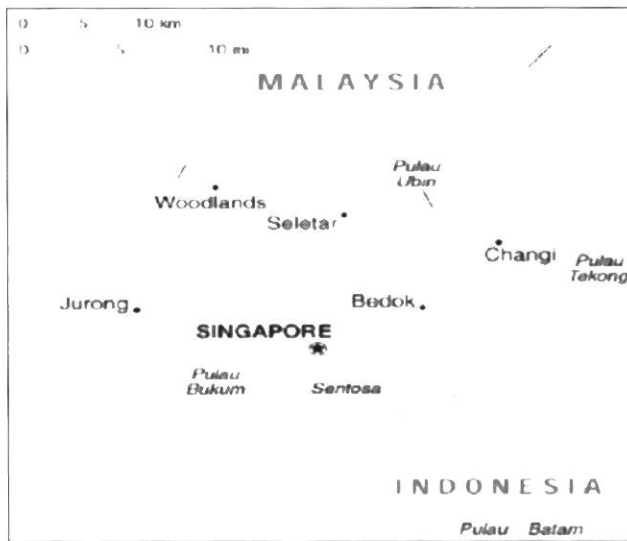 0 5 10 km
0 5 10 mi
MALAYSIA
Pulau
Ubin
Woodlands
Seletar
Changi
Pulau
Tekong
Jurong
Bedok
SINGAPORE
Pulau
Bukum
Sentosa
INDONESIA
Pulau Batam